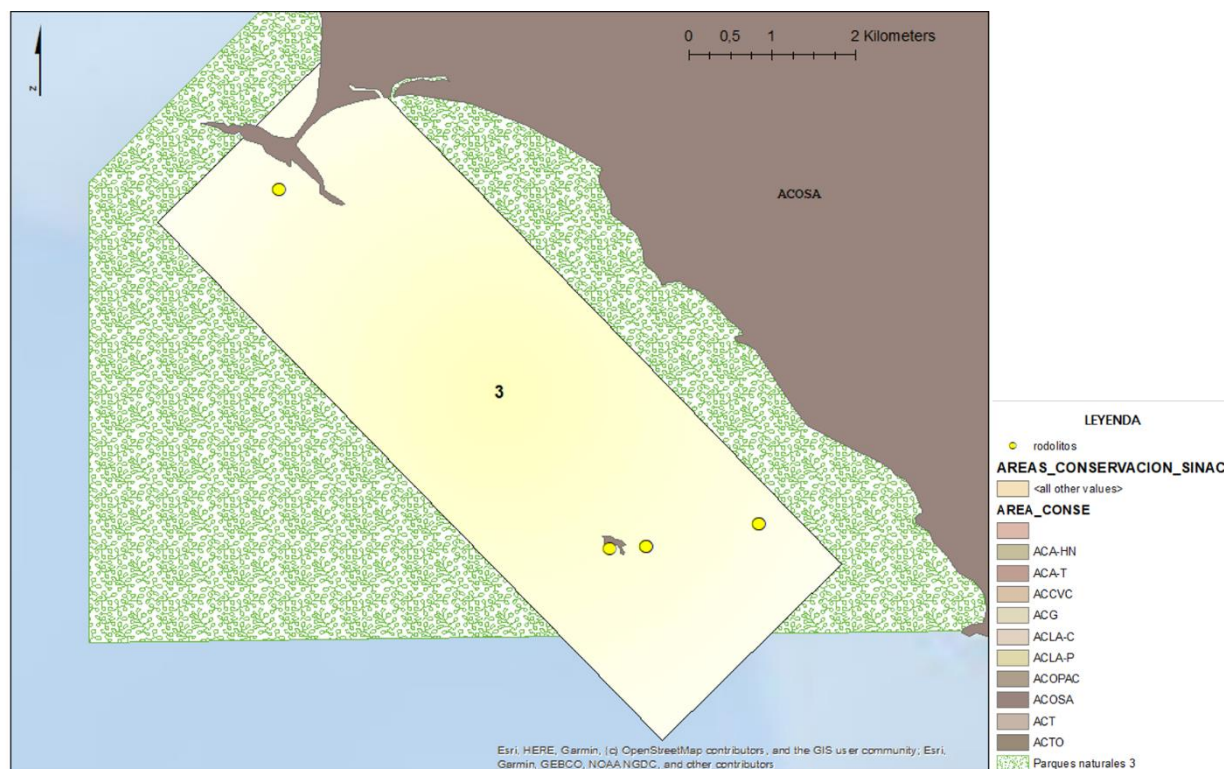 N
0 0,5 1 2 Kilometers
ACOSA
3
Esri, HERE, Garmin, (c) OpenStreetMap contributors, and the GIS user community; Esri,
Garmin, GEBCO, NOAA NGDC, and other contributors
LEYENDA
rodolitos
AREAS_CONSERVACION_SINAC
<all other values>
AREA_CONSE
ACA-HN
ACA-T
ACCVC
ACG
ACLA-C
ACLA-P
ACOPAC
ACOSA
ACT
ACTO
Parques naturales 3